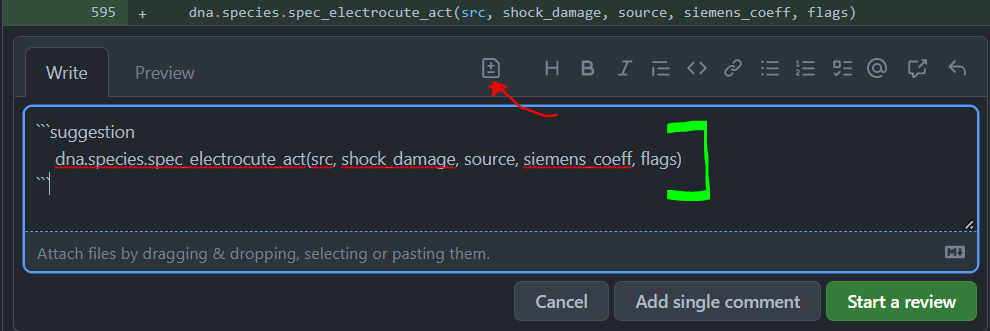 595 + dna.species.spec_electrocute_act(src, shock_damage, source, siemens_coeff, flags)
Write Preview H B I <> @
```suggestion
dna.species.spec_electrocute_act(src, shock_damage, source, siemens_coeff, flags)
```
Attach files by dragging & dropping, selecting or pasting them. M↓
Cancel Add single comment Start a review